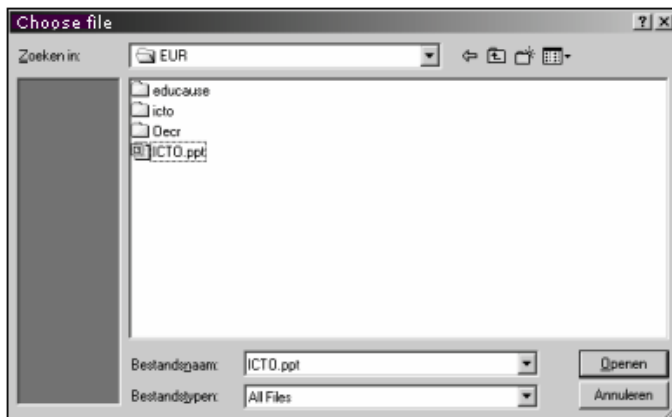 Choose file
Zoeken in:
EUR
educause
icto
Oecr
ICTO.ppt
Bestandsnaam:
ICTO.ppt
Openen
Bestandstypen:
All Files
Annuleren